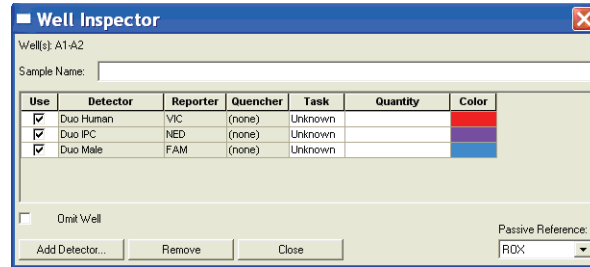 Well Inspector
Well(s): A1-A2
Sample Name:
Use Detector Reporter Quencher Task Quantity Color
Duo Human VIC (none) Unknown
Duo IPC NED (none) Unknown
Duo Male FAM (none) Unknown
Omit Well
Passive Reference:
Add Detector... Remove Close ROX